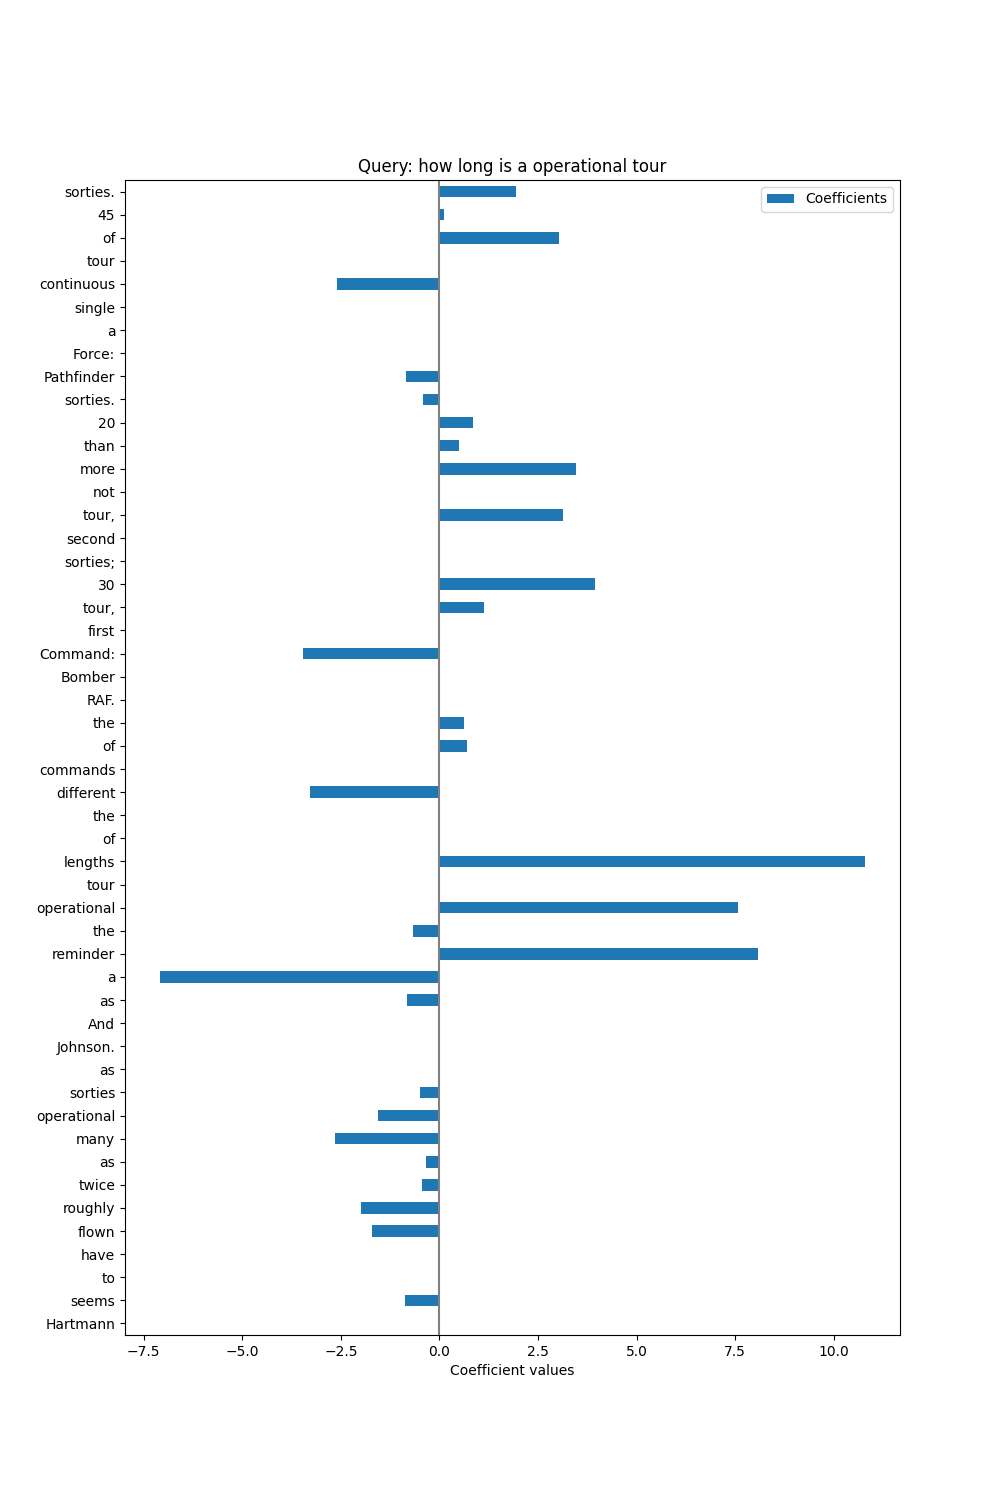 Query: how long is a operational tour
Coefficients
sorties.
45
of
tour
continuous
single
a
Force:
Pathfinder
sorties.
20
than
more
not
tour,
second
sorties;
30
tour,
first
Command:
Bomber
RAF.
the
of
commands
different
the
of
lengths
tour
operational
the
reminder
a
as
And
Johnson.
as
sorties
operational
many
as
twice
roughly
flown
have
to
seems
Hartmann
−7.5 −5.0 −2.5 0.0 2.5 5.0 7.5 10.0
Coefficient values